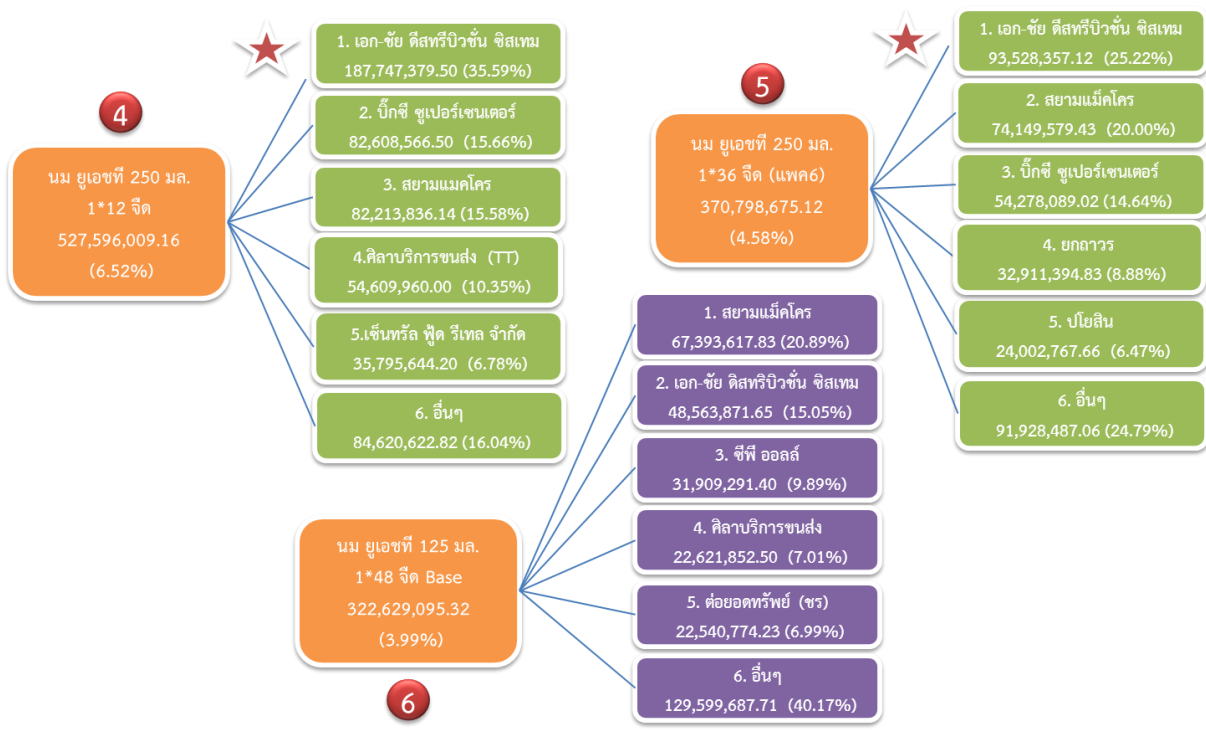 4
นม ยูเอชที 250 มล.
1*12 จืด
527,596,009.16
(6.52%)
1. เอก-ชัย ดีสทรีบิวชั่น ซิสเทม
187,747,379.50 (35.59%)
2. บิ๊กซี ซูเปอร์เซนเตอร์
82,608,566.50 (15.66%)
3. สยามแมคโคร
82,213,836.14 (15.58%)
4.ศิลาบริการขนส่ง (TT)
54,609,960.00 (10.35%)
5.เซ็นทรัล ฟู้ด รีเทล จำกัด
35,795,644.20 (6.78%)
6. อื่นๆ
84,620,622.82 (16.04%)
5
นม ยูเอชที 250 มล.
1*36 จืด (แพค6)
370,798,675.12
(4.58%)
1. เอก-ชัย ดีสทรีบิวชั่น ซิสเทม
93,528,357.12 (25.22%)
2. สยามแม็คโคร
74,149,579.43 (20.00%)
3. บิ๊กซี ซูเปอร์เซนเตอร์
54,278,089.02 (14.64%)
4. ยกถาวร
32,911,394.83 (8.88%)
5. ปโยสิน
24,002,767.66 (6.47%)
6. อื่นๆ
91,928,487.06 (24.79%)
นม ยูเอชที 125 มล.
1*48 จืด Base
322,629,095.32
(3.99%)
6
1. สยามแม็คโคร
67,393,617.83 (20.89%)
2. เอก-ชัย ดิสทริบิวชั่น ซิสเทม
48,563,871.65 (15.05%)
3. ซีพี ออลล์
31,909,291.40 (9.89%)
4. ศิลาบริการขนส่ง
22,621,852.50 (7.01%)
5. ต่อยอดทรัพย์ (ชร)
22,540,774.23 (6.99%)
6. อื่นๆ
129,599,687.71 (40.17%)